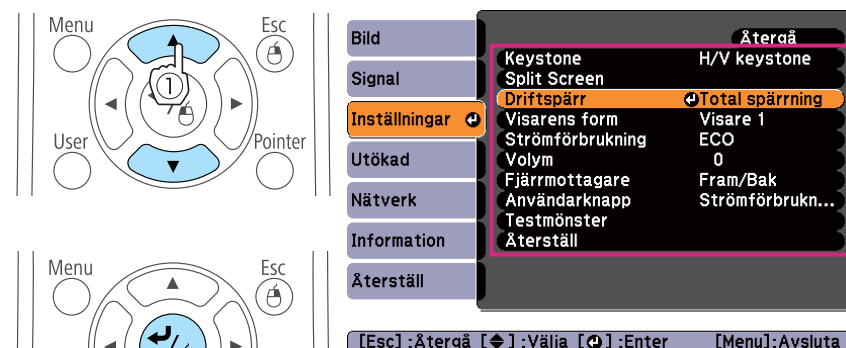 Menu
Esc
1
User
Pointer
Menu
Esc
Bild
Signal
Inställningar
Utökad
Nätverk
Information
Återställ
Återgå
Keystone H/V keystone
Split Screen
Driftspärr Total spärrning
Visarens form Visare 1
Strömförbrukning ECO
Volym 0
Fjärrmottagare Fram/Bak
Användarknapp Strömförbrukn...
Testmönster
Återställ
[Esc] :Återgå [◆] :Välja [⏎] :Enter [Menu]:Avsluta